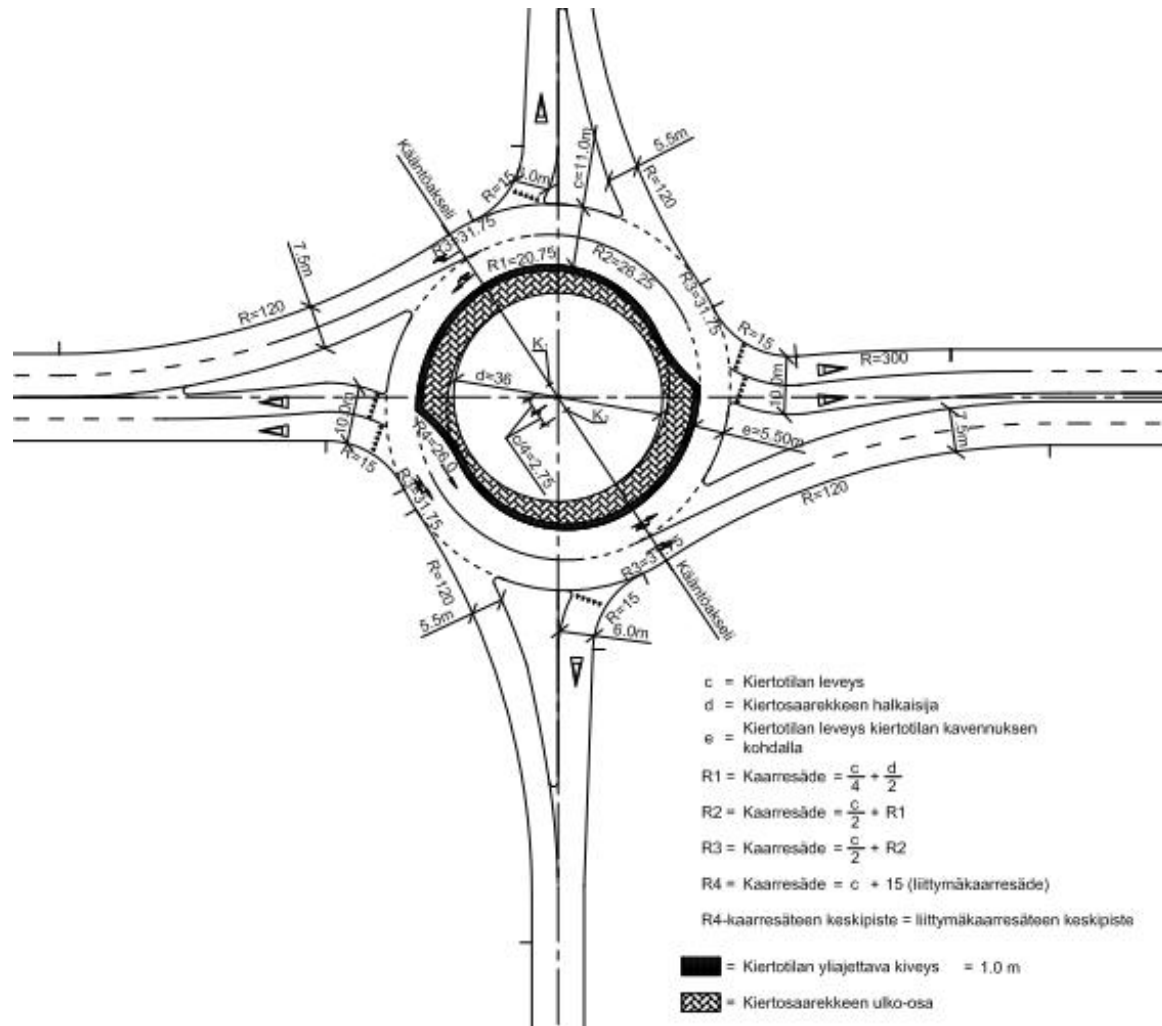 5.5m
R=15
6.0m
c=11.0m
R=120
Kääntöakseli
R3=31.75
7.5m
R1=20.75
R2=26.25
R3=31.75
R=120
R=15
R=300
K₁
d=36
10.0m
10.0m
K₂
c/4=2.75
e=5.50m
7.5m
R4=26.0
R=15
R3=31.75
R=120
R=120
R=15
Kääntöakseli
5.5m
6.0m
c = Kiertotilan leveys
d = Kiertosaarekkeen halkaisija
e = Kiertotilan leveys kiertotilan kavennuksen
kohdalla
R1 = Kaarresäde = c/4 + d/2
R2 = Kaarresäde = c/2 + R1
R3 = Kaarresäde = c/2 + R2
R4 = Kaarresäde = c + 15 (liittymäkaarresäde)
R4-kaarresäteen keskipiste = liittymäkaarresäteen keskipiste
= Kiertotilan yliajettava kiveys = 1.0 m
= Kiertosaarekkeen ulko-osa